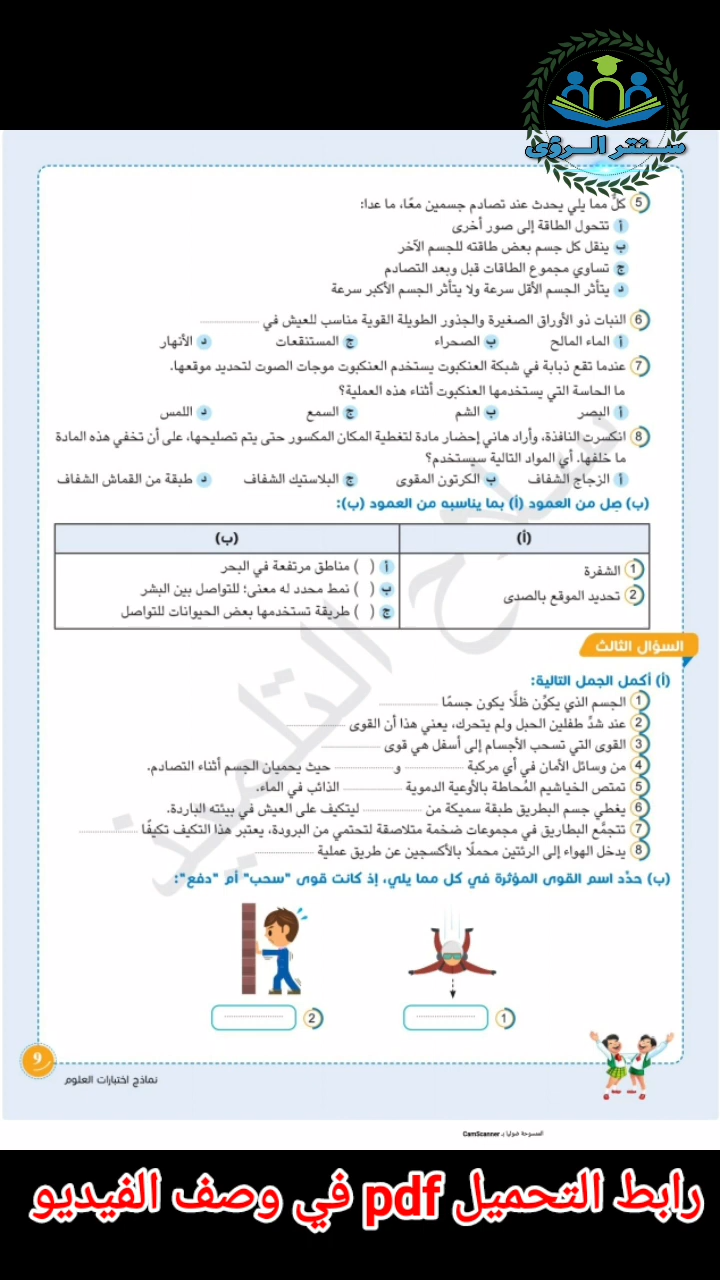 سنتر الرؤى
5 كلٌّ مما يلي يحدث عند تصادم جسمين معًا، ما عدا:
أ تتحول الطاقة إلى صور أخرى
ب ينقل كل جسم بعض طاقته للجسم الآخر
ج تساوي مجموع الطاقات قبل وبعد التصادم
د يتأثر الجسم الأقل سرعة ولا يتأثر الجسم الأكبر سرعة
6 النبات ذو الأوراق الصغيرة والجذور الطويلة القوية مناسب للعيش في ............
أ الماء المالح ب الصحراء ج المستنقعات د الأنهار
7 عندما تقع ذبابة في شبكة العنكبوت يستخدم العنكبوت موجات الصوت لتحديد موقعها.
ما الحاسة التي يستخدمها العنكبوت أثناء هذه العملية؟
أ البصر ب الشم ج السمع د اللمس
8 انكسرت النافذة، وأراد هاني إحضار مادة لتغطية المكان المكسور حتى يتم تصليحها، على أن تخفي هذه المادة
ما خلفها. أي المواد التالية سيستخدم؟
أ الزجاج الشفاف ب الكرتون المقوى ج البلاستيك الشفاف د طبقة من القماش الشفاف
(ب) صِل من العمود (أ) بما يناسبه من العمود (ب):
(أ) (ب)
1 الشفرة
2 تحديد الموقع بالصدى
أ ( ) مناطق مرتفعة في البحر
ب ( ) نمط محدد له معنى؛ للتواصل بين البشر
ج ( ) طريقة تستخدمها بعض الحيوانات للتواصل
السؤال الثالث
(أ) أكمل الجمل التالية:
1 الجسم الذي يكوِّن ظلًّا يكون جسمًا ............
2 عند شدِّ طفلين الحبل ولم يتحرك، يعني هذا أن القوى ............
3 القوى التي تسحب الأجسام إلى أسفل هي قوى ............
4 من وسائل الأمان في أي مركبة ............ و............ حيث يحميان الجسم أثناء التصادم.
5 تمتص الخياشيم المُحاطة بالأوعية الدموية ............ الذائب في الماء.
6 يغطي جسم البطريق طبقة سميكة من ............ ليتكيف على العيش في بيئته الباردة.
7 تتجمَّع البطاريق في مجموعات ضخمة متلاصقة لتحتمي من البرودة، يعتبر هذا التكيف تكيفًا ............
8 يدخل الهواء إلى الرئتين محملًا بالأكسجين عن طريق عملية ............
(ب) حدِّد اسم القوى المؤثرة في كل مما يلي، إذ كانت قوى "سحب" أم "دفع":
1 ............ 2 ............
سلاح التلميذ
9
نماذج اختبارات العلوم
الممسوحة ضوئيا بـ CamScanner
رابط التحميل pdf في وصف الفيديو